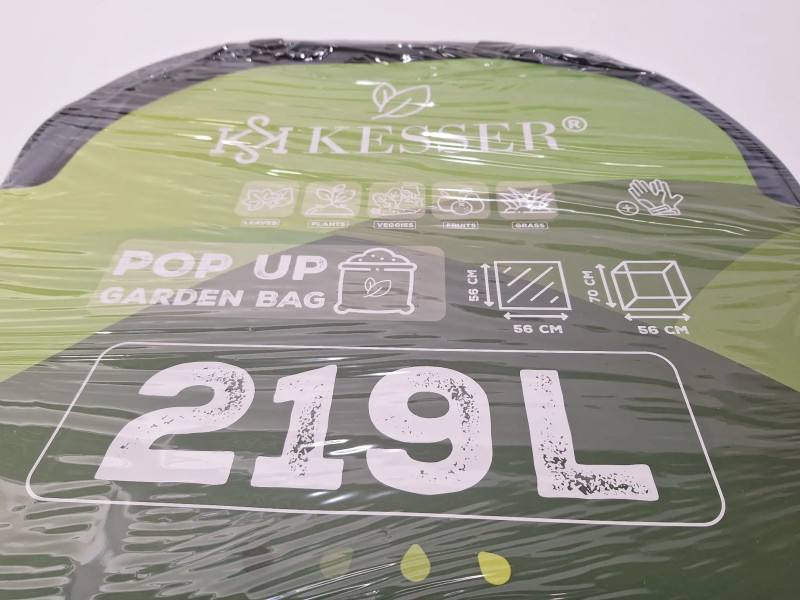 KESSER®
LEAVES PLANTS VEGGIES FRUITS GRASS
POP UP
GARDEN BAG
56 CM
56 CM
70 CM
56 CM
219L